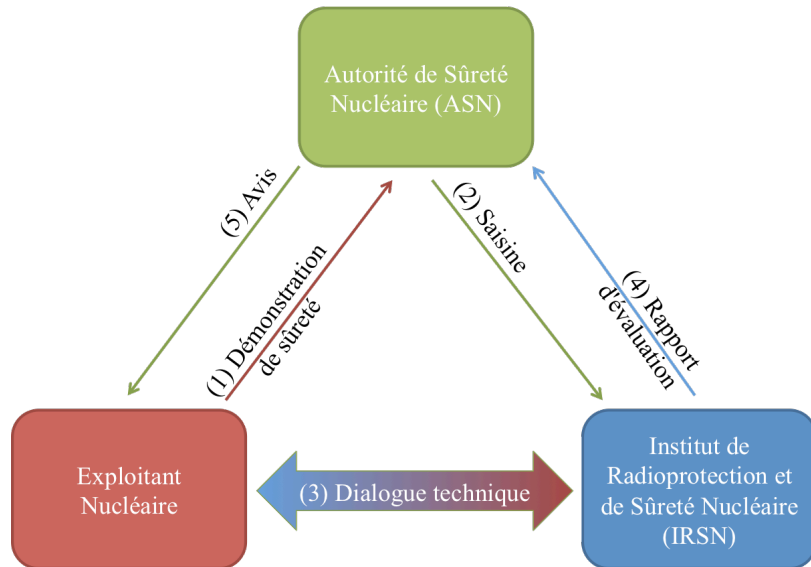 Autorité de Sûreté
Nucléaire (ASN)
(5) Avis
(1) Démonstration
de sûreté
(2) Saisine
(4) Rapport
d'évaluation
Exploitant
Nucléaire
(3) Dialogue technique
Institut de
Radioprotection et
de Sûreté Nucléaire
(IRSN)